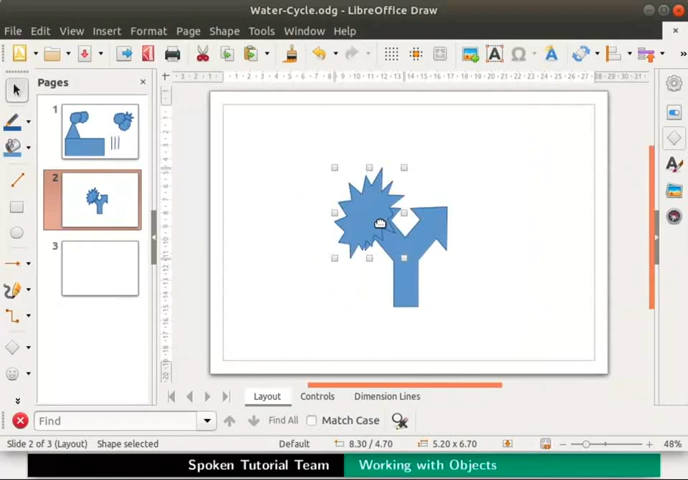 Water-Cycle.odg - LibreOffice Draw
File Edit View Insert Format Page Shape Tools Window Help
Pages
1
2
3
Layout Controls Dimension Lines
Find Find All Match Case
Slide 2 of 3 (Layout) Shape selected Default 8.30 / 4.70 5.20 x 6.70 48%
Spoken Tutorial Team Working with Objects